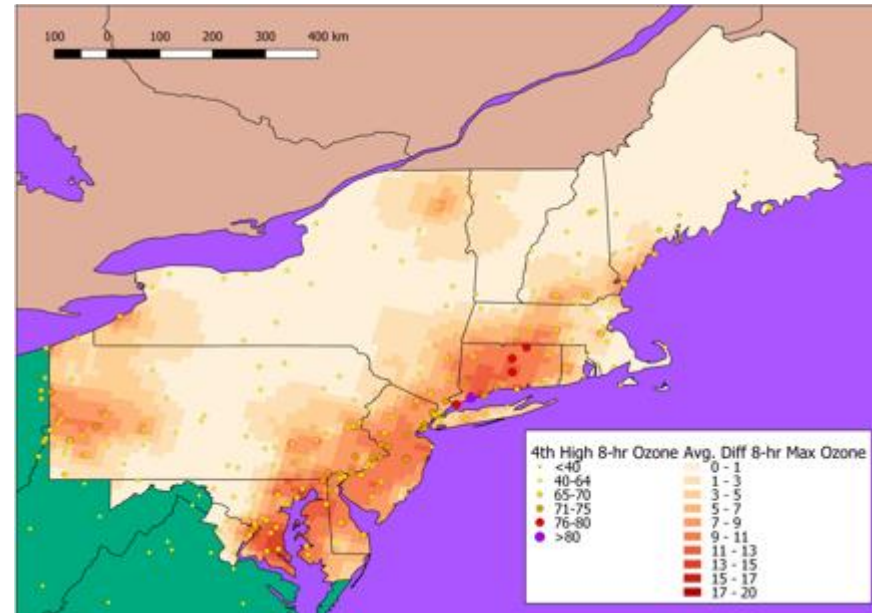 100 0 100 200 300 400 km
4th High 8-hr Ozone Avg. Diff 8-hr Max Ozone
<40 0 - 1
40-64 1 - 3
65-70 3 - 5
71-75 5 - 7
76-80 7 - 9
>80 9 - 11
11 - 13
13 - 15
15 - 17
17 - 20